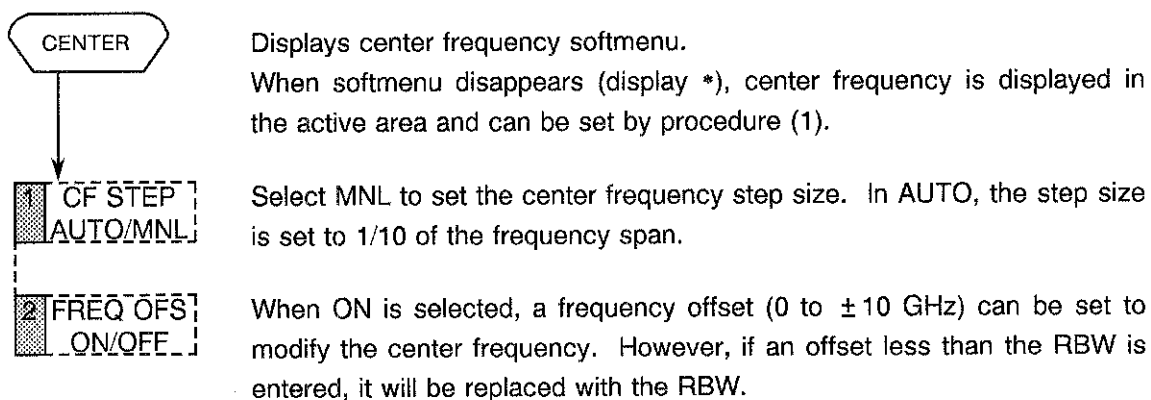 CENTER
Displays center frequency softmenu.
When softmenu disappears (display *), center frequency is displayed in
the active area and can be set by procedure (1).
1 CF STEP
AUTO/MNL
Select MNL to set the center frequency step size. In AUTO, the step size
is set to 1/10 of the frequency span.
2 FREQ OFS
ON/OFF
When ON is selected, a frequency offset (0 to ±10 GHz) can be set to
modify the center frequency. However, if an offset less than the RBW is
entered, it will be replaced with the RBW.